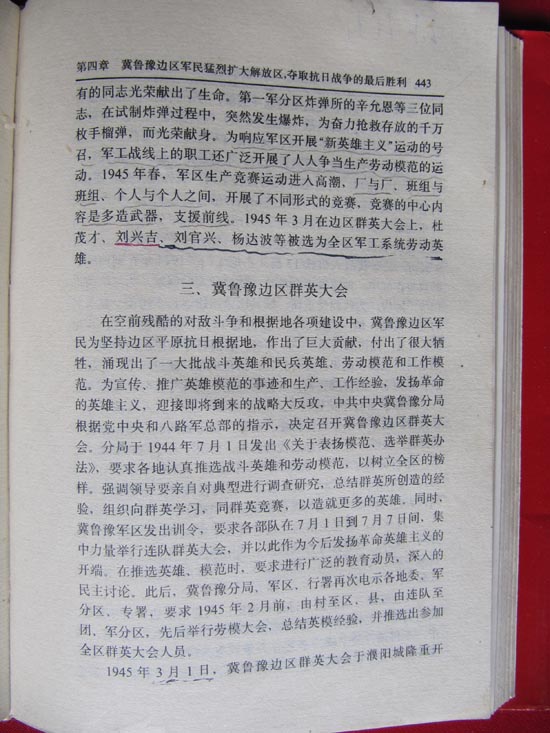 第四章　冀鲁豫边区军民猛烈扩大解放区,夺取抗日战争的最后胜利　443
有的同志光荣献出了生命。第一军分区炸弹所的辛允恩等三位同
志，在试制炸弹过程中，突然发生爆炸，为奋力抢救存放的千万
枚手榴弹，而光荣献身。为响应军区开展“新英雄主义”运动的号
召，军工战线上的职工还广泛开展了人人争当生产劳动模范的运
动。1945年春，军区生产竞赛运动进入高潮，厂与厂、班组与
班组、个人与个人之间，开展了不同形式的竞赛，竞赛的中心内
容是多造武器，支援前线。1945年3月在边区群英大会上，杜
茂才、刘兴吉、刘官兴、杨达波等被选为全区军工系统劳动英
雄。
三、冀鲁豫边区群英大会
在空前残酷的对敌斗争和根据地各项建设中，冀鲁豫边区军
民为坚持边区平原抗日根据地，作出了巨大贡献，付出了很大牺
牲，涌现出了一大批战斗英雄和民兵英雄、劳动模范和工作模
范。为宣传、推广英雄模范的事迹和生产、工作经验，发扬革命
的英雄主义，迎接即将到来的战略大反攻，中共中央冀鲁豫分局
根据党中央和八路军总部的指示，决定召开冀鲁豫边区群英大
会。分局于1944年7月1日发出《关于表扬模范、选举群英办
法》，要求各地认真推选战斗英雄和劳动模范，以树立全区的榜
样。强调领导要亲自对典型进行调查研究，总结群英所创造的经
验，组织向群英学习，同群英竞赛，以造就更多的英雄。同时，
冀鲁豫军区发出训令，要求各部队在7月1日到7月7日间，集
中力量举行连队群英大会，并以此作为今后发扬革命英雄主义的
开端。在推选英雄、模范时，要求进行广泛的教育动员，深入的
民主讨论。此后，冀鲁豫分局、军区、行署再次电示各地委、军
分区、专署，要求1945年2月前，由村至区、县，由连队至
团、军分区，先后举行劳模大会，总结英模经验，并推选出参加
全区群英大会人员。
1945年3月1日，冀鲁豫边区群英大会于濮阳城隆重开